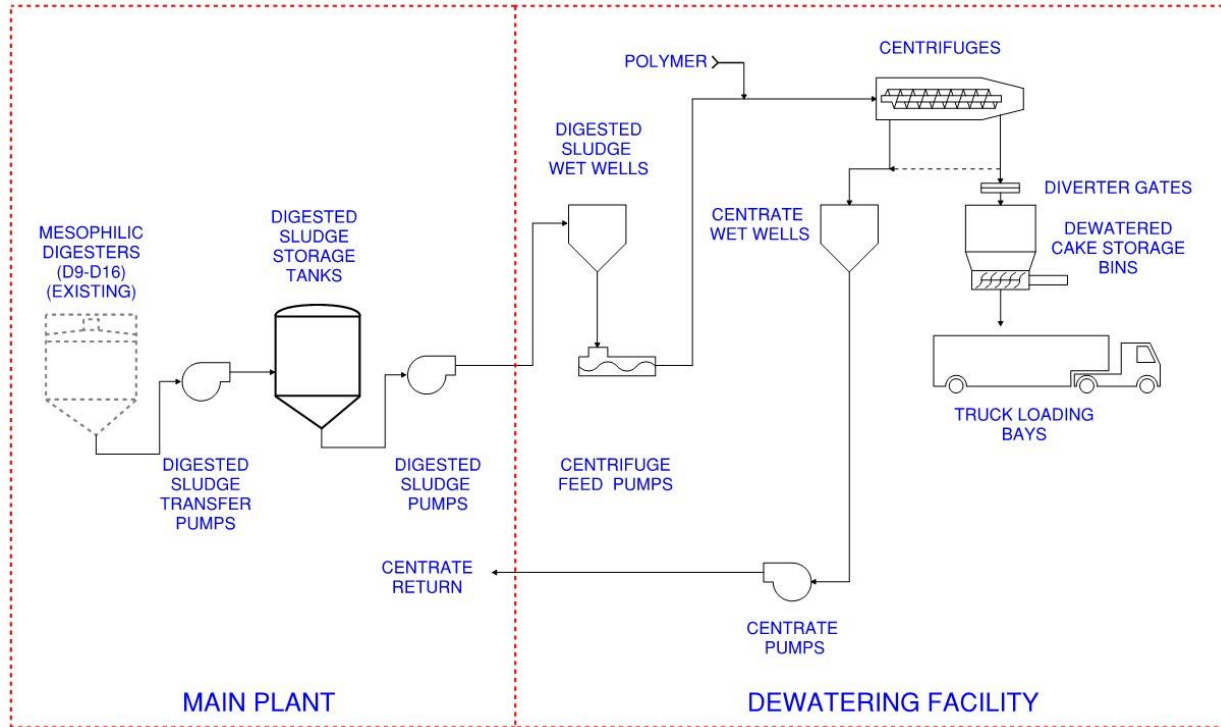 CENTRIFUGES
POLYMER
DIGESTED
SLUDGE
WET WELLS
DIVERTER GATES
CENTRATE
WET WELLS
DEWATERED
CAKE STORAGE
BINS
DIGESTED
SLUDGE
STORAGE
TANKS
MESOPHILIC
DIGESTERS
(D9-D16)
(EXISTING)
TRUCK LOADING
BAYS
DIGESTED
SLUDGE
TRANSFER
PUMPS
DIGESTED
SLUDGE
PUMPS
CENTRIFUGE
FEED PUMPS
CENTRATE
RETURN
CENTRATE
PUMPS
MAIN PLANT
DEWATERING FACILITY